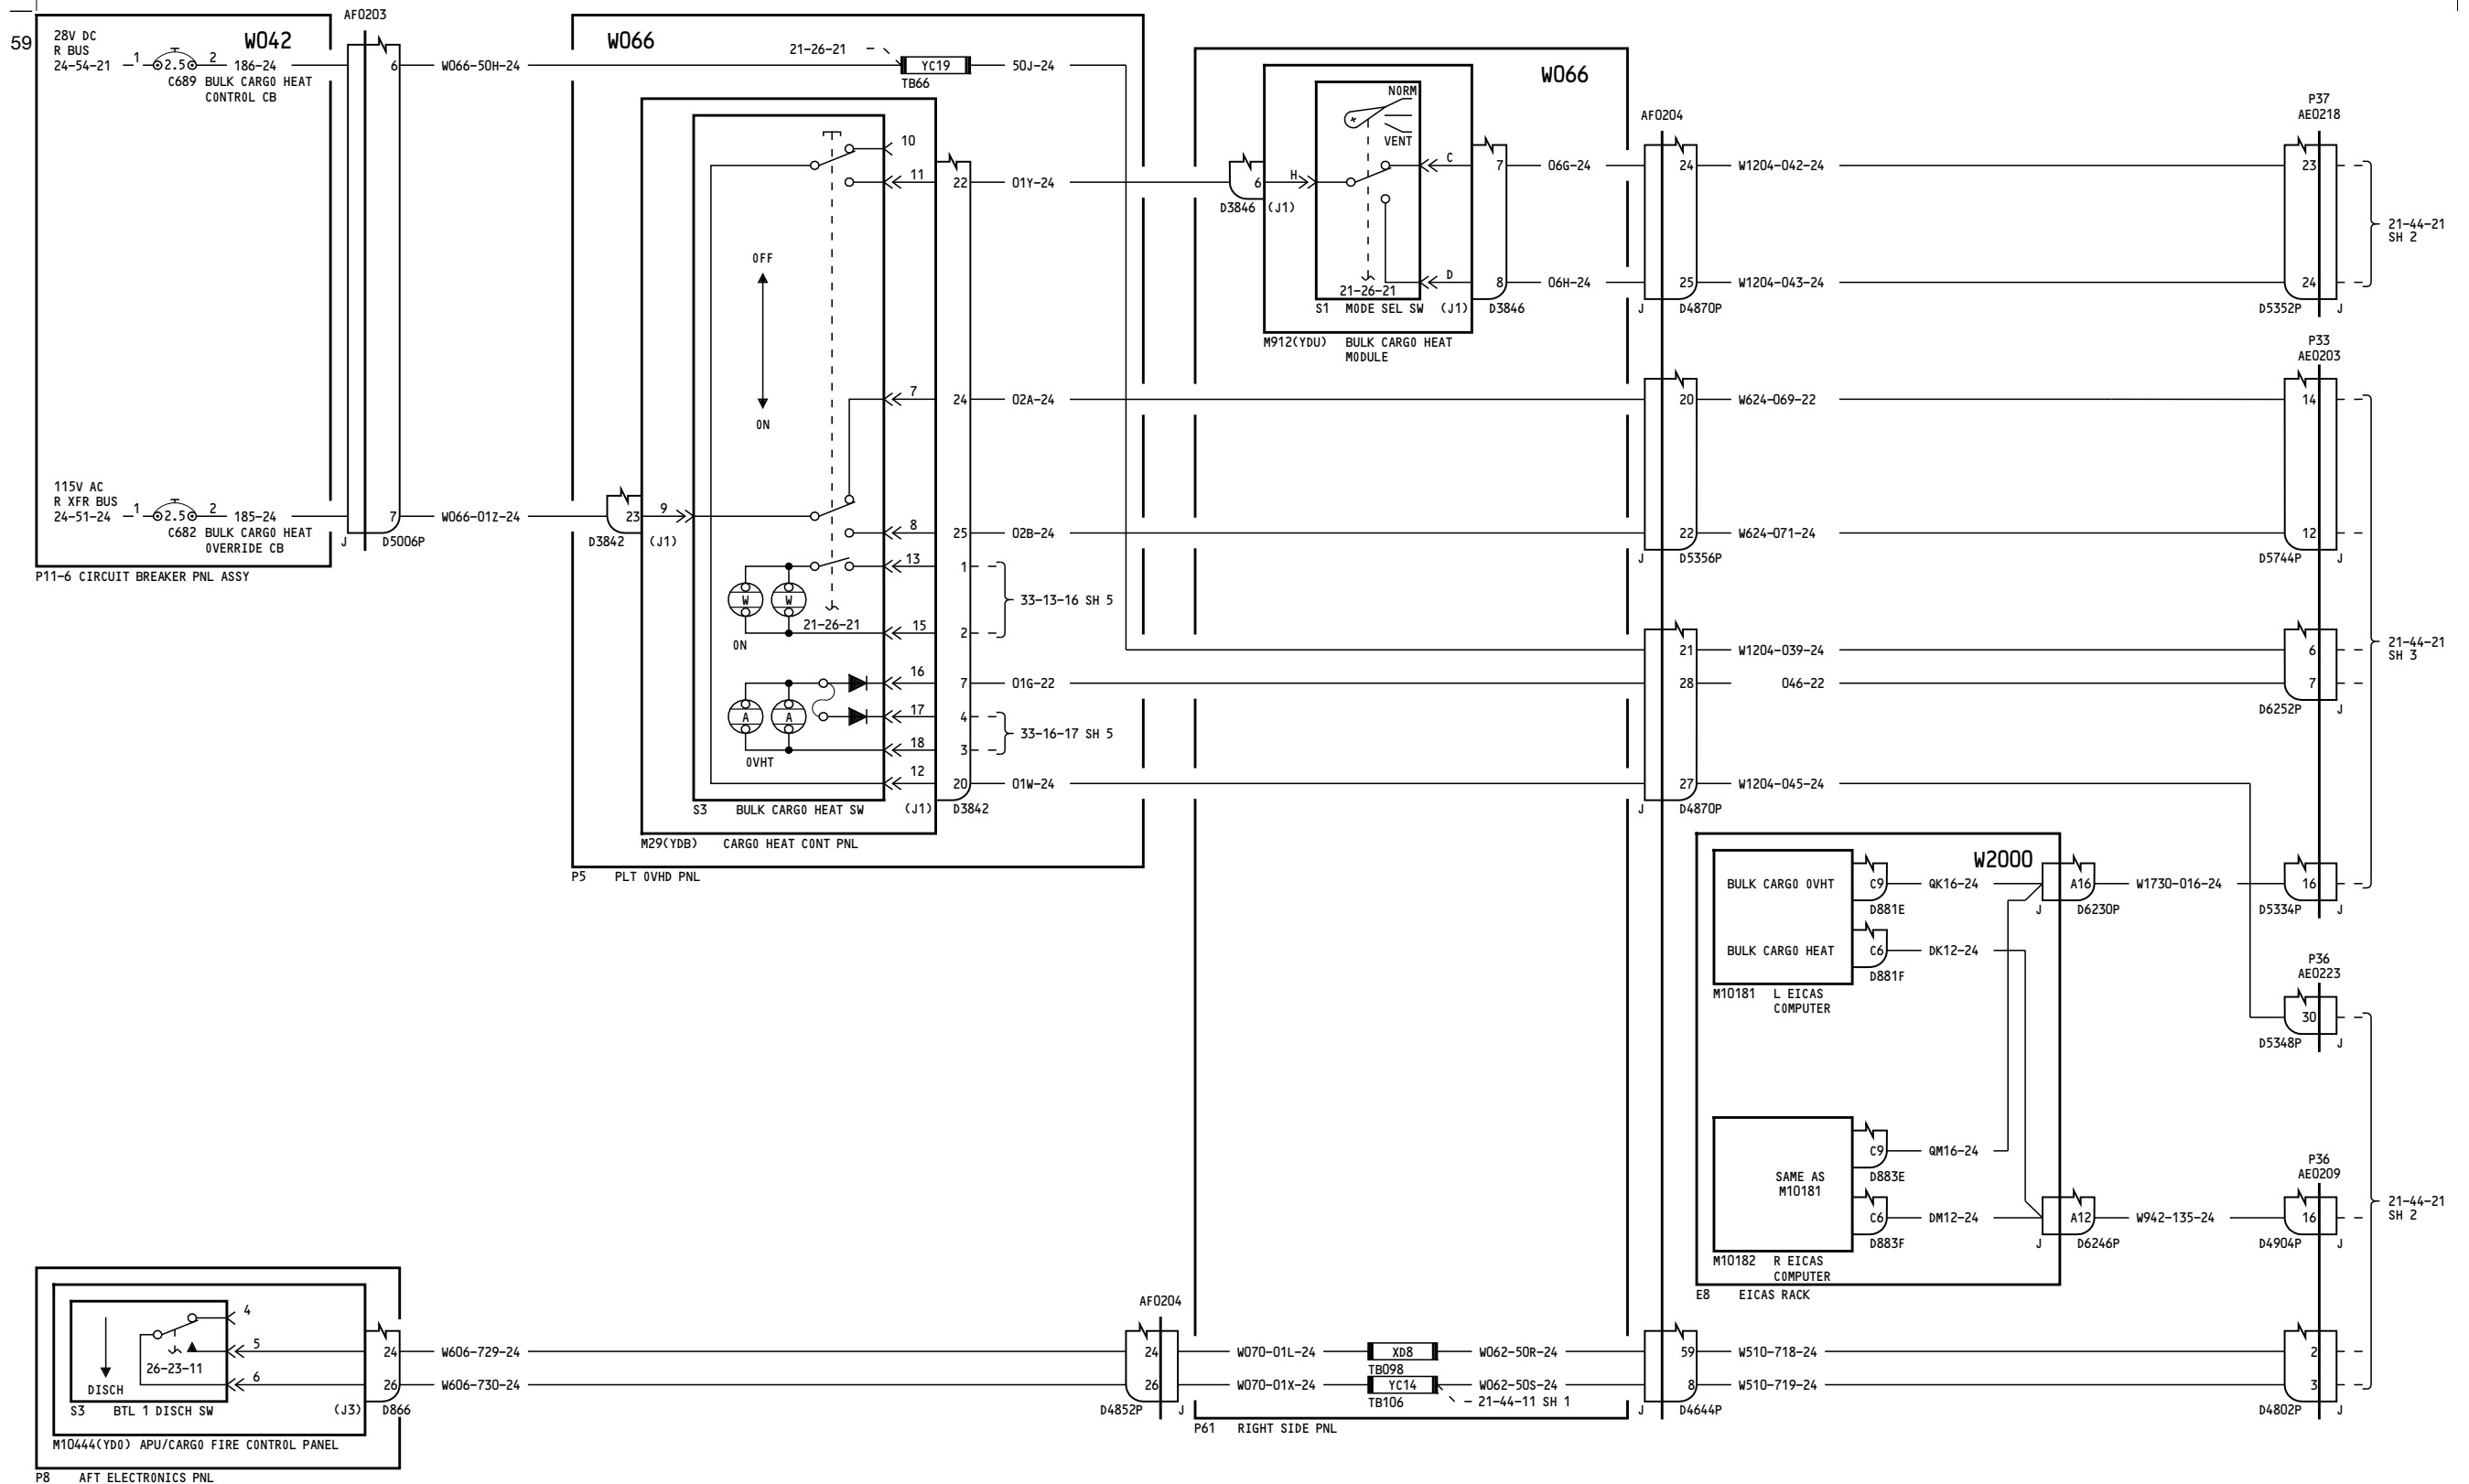 59
28V DC
R BUS
24-54-21
1
2.5
2
186-24
C689 BULK CARGO HEAT
CONTROL CB
W042
AF0203
6
W066-50H-24
115V AC
R XFR BUS
24-51-24
1
2.5
2
185-24
C682 BULK CARGO HEAT
OVERRIDE CB
7
J
D5006P
W066-01Z-24
P11-6 CIRCUIT BREAKER PNL ASSY
W066
21-26-21
YC19
TB66
50J-24
10
11
22
01Y-24
OFF
ON
7
24
02A-24
23
D3842
(J1)
9
8
25
02B-24
13
1
W
W
33-13-16 SH 5
21-26-21
15
2
ON
16
7
01G-22
A
A
17
4
33-16-17 SH 5
18
3
OVHT
12
20
01W-24
S3 BULK CARGO HEAT SW
(J1)
D3842
M29(YDB) CARGO HEAT CONT PNL
P5 PLT OVHD PNL
W066
NORM
VENT
6
D3846
(J1)
H
C
D
21-26-21
S1 MODE SEL SW
(J1)
7
8
D3846
06G-24
06H-24
M912(YDU) BULK CARGO HEAT
MODULE
AF0204
24
25
J
D4870P
W1204-042-24
W1204-043-24
P37
AE0218
23
24
D5352P
J
21-44-21
SH 2
20
22
J
D5356P
W624-069-22
W624-071-24
P33
AE0203
14
12
D5744P
J
21
28
27
J
D4870P
W1204-039-24
046-22
W1204-045-24
6
7
D6252P
J
21-44-21
SH 3
W2000
BULK CARGO OVHT
C9
QK16-24
D881E
BULK CARGO HEAT
C6
DK12-24
D881F
M10181 L EICAS
COMPUTER
J
A16
D6230P
W1730-016-24
16
D5334P
J
P36
AE0223
30
D5348P
J
SAME AS
M10181
C9
QM16-24
D883E
C6
DM12-24
D883F
M10182 R EICAS
COMPUTER
J
A12
D6246P
W942-135-24
P36
AE0209
16
D4904P
J
21-44-21
SH 2
E8 EICAS RACK
4
5
6
26-23-11
DISCH
S3 BTL 1 DISCH SW
(J3)
24
26
D866
M10444(YDO) APU/CARGO FIRE CONTROL PANEL
P8 AFT ELECTRONICS PNL
W606-729-24
W606-730-24
AF0204
24
26
D4852P
J
W070-01L-24
XD8
TB098
W062-50R-24
W070-01X-24
YC14
TB106
W062-50S-24
21-44-11 SH 1
P61 RIGHT SIDE PNL
59
8
J
D4644P
W510-718-24
W510-719-24
2
3
D4802P
J